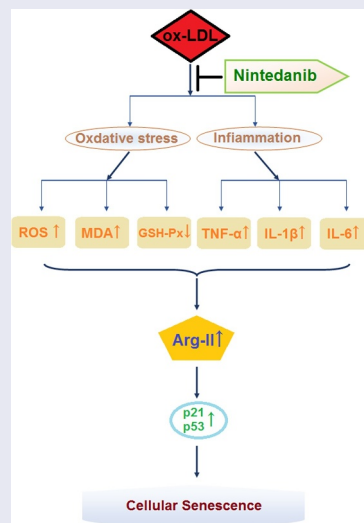 ox-LDL
Nintedanib
Oxdative stress
Infiammation
ROS ↑
MDA↑
GSH-Px↓
TNF-α↑
IL-1β↑
IL-6↑
Arg-II↑
p21
p53 ↑
Cellular Senescence